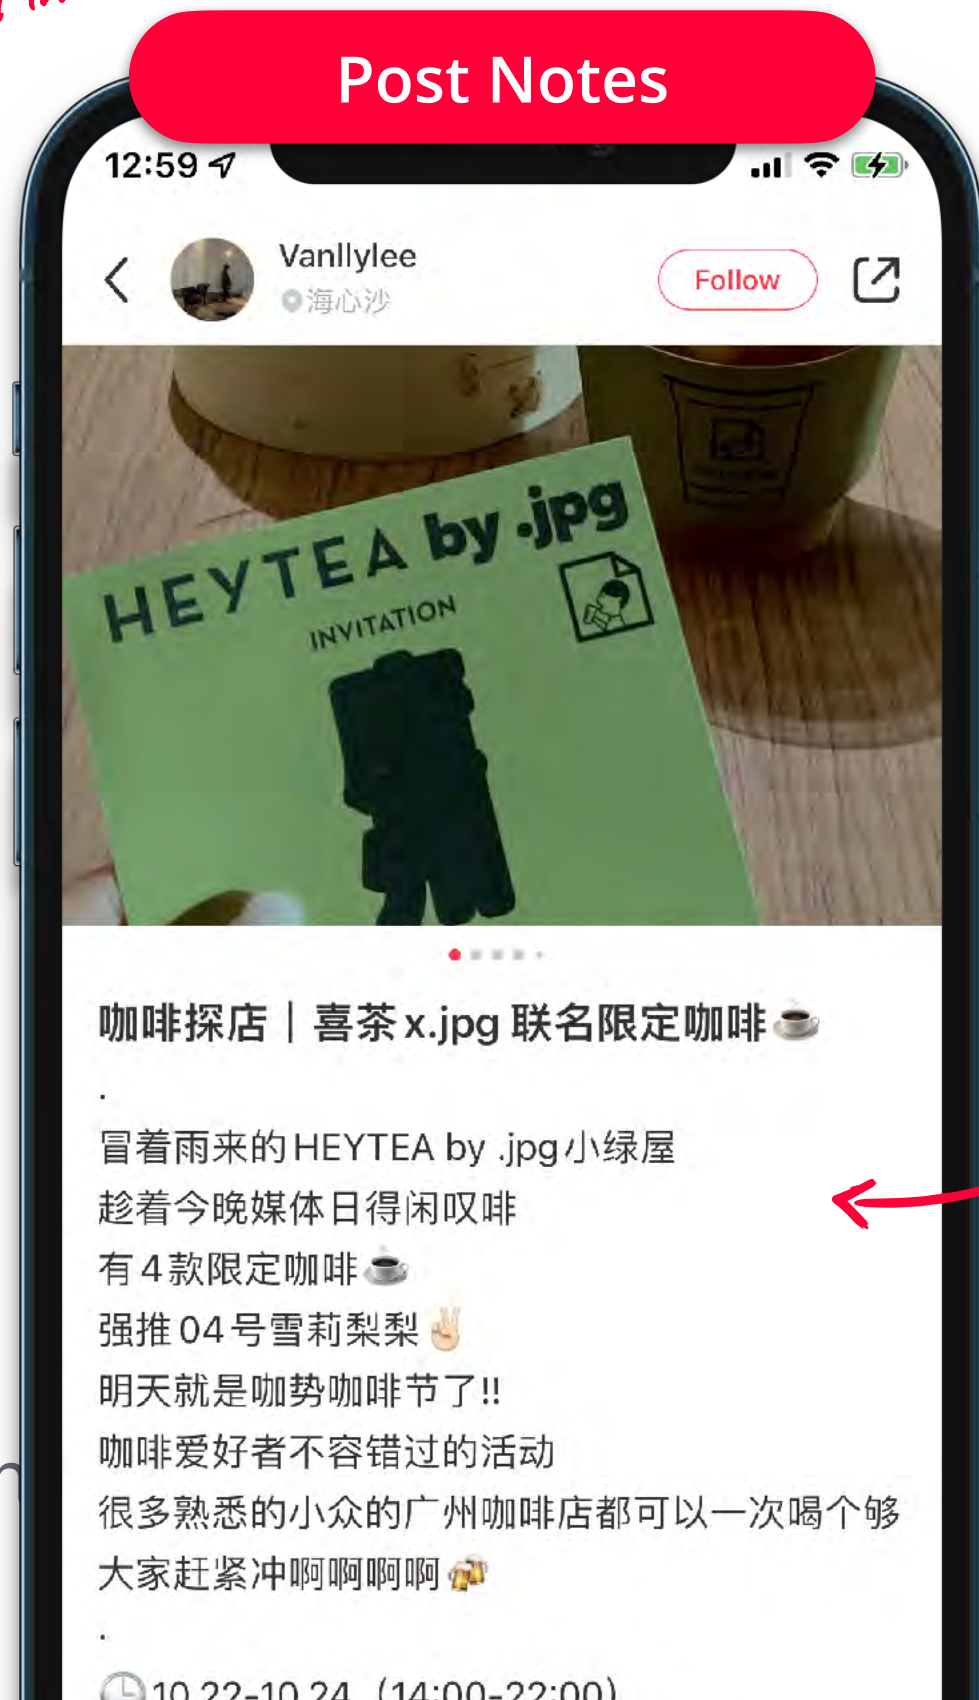 Post Notes
12:59
Vanllylee
海心沙
Follow
HEYTEA by .jpg
INVITATION
咖啡探店｜喜茶x.jpg 联名限定咖啡☕
.
冒着雨来的HEYTEA by .jpg小绿屋
趁着今晚媒体日得闲叹啡
有4款限定咖啡☕
强推04号雪莉梨梨✌🏻
明天就是咖势咖啡节了!!
咖啡爱好者不容错过的活动
很多熟悉的小众的广州咖啡店都可以一次喝个够
大家赶紧冲啊啊啊啊🍻
.
🕒10.22-10.24（14:00-22:00）